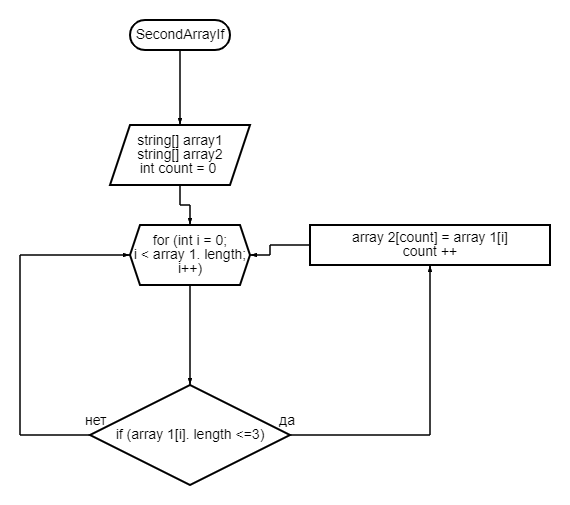 SecondArrayIf
string[] array1
string[] array2
int count = 0
for (int i = 0;
i < array 1. length;
i++)
array 2[count] = array 1[i]
count ++
нет
да
if (array 1[i]. length <=3)